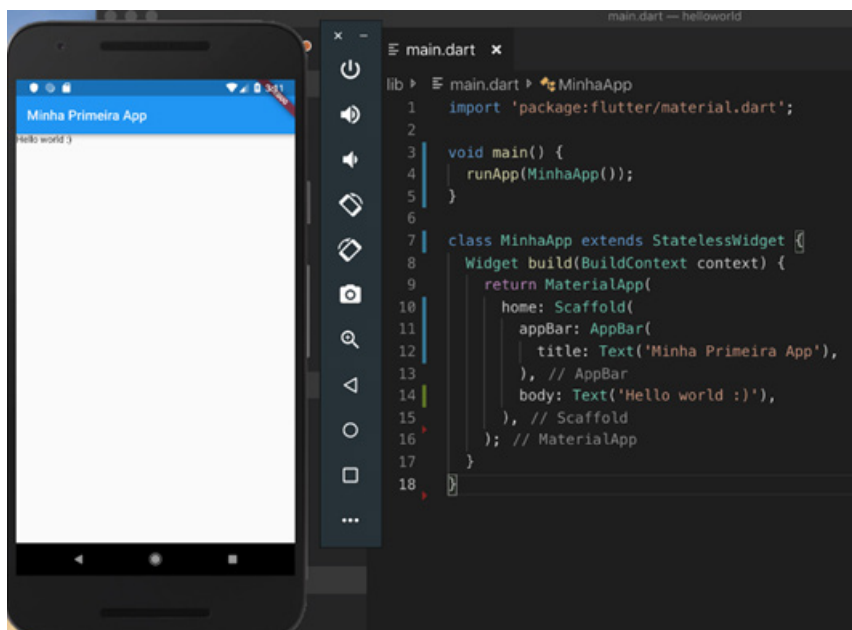 main.dart — helloworld
3:11
Minha Primeira App
Hello world :)
main.dart ×
lib main.dart MinhaApp
1 import 'package:flutter/material.dart';
2
3 void main() {
4 runApp(MinhaApp());
5 }
6
7 class MinhaApp extends StatelessWidget {
8 Widget build(BuildContext context) {
9 return MaterialApp(
10 home: Scaffold(
11 appBar: AppBar(
12 title: Text('Minha Primeira App'),
13 ), // AppBar
14 body: Text('Hello world :)'),
15 ), // Scaffold
16 ); // MaterialApp
17 }
18 }